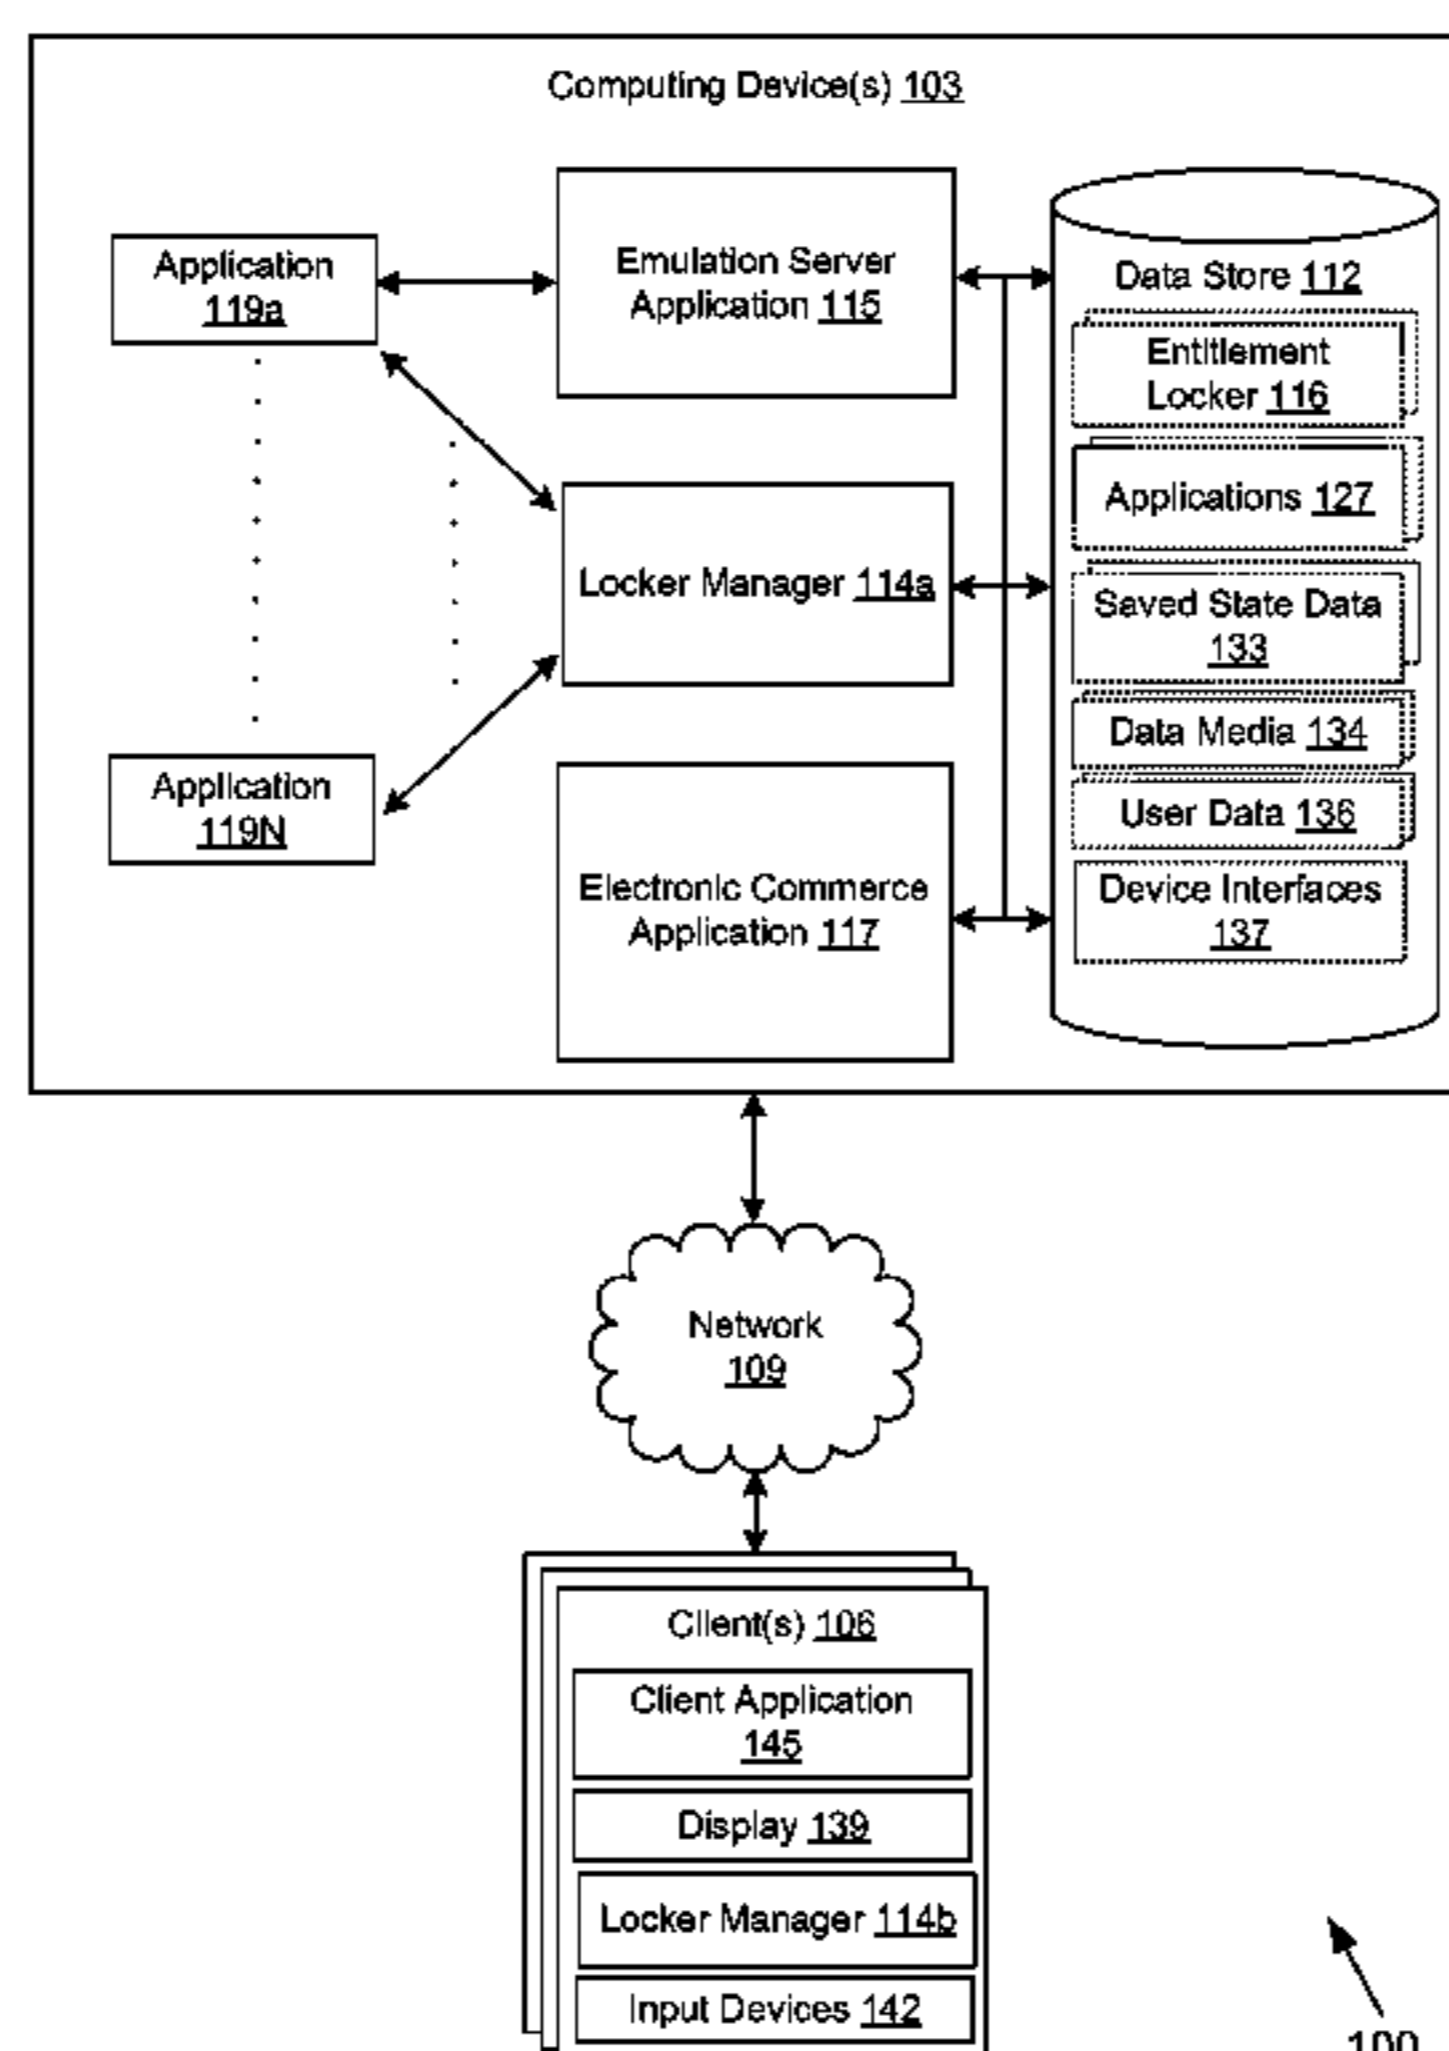 Computing Device(s) 103
Application
119a
Emulation Server
Application 115
Data Store 112
Entitlement
Locker 116
Applications 127
Locker Manager 114a
Saved State Data
133
Data Media 134
Application
119N
User Data 136
Electronic Commerce
Application 117
Device Interfaces
137
Network
109
Client(s) 106
Client Application
145
Display 139
Locker Manager 114b
Input Devices 142
100